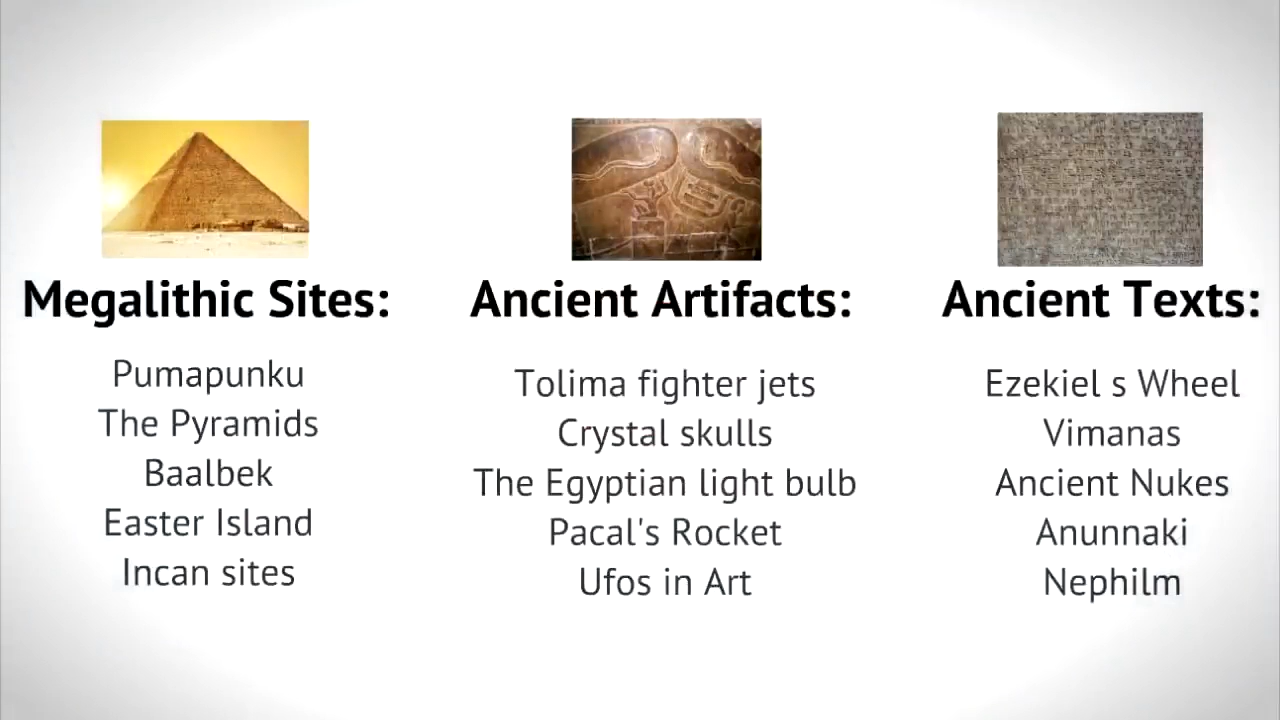 Megalithic Sites:
Pumapunku
The Pyramids
Baalbek
Easter Island
Incan sites
Ancient Artifacts:
Tolima fighter jets
Crystal skulls
The Egyptian light bulb
Pacal's Rocket
Ufos in Art
Ancient Texts:
Ezekiel s Wheel
Vimanas
Ancient Nukes
Anunnaki
Nephilm